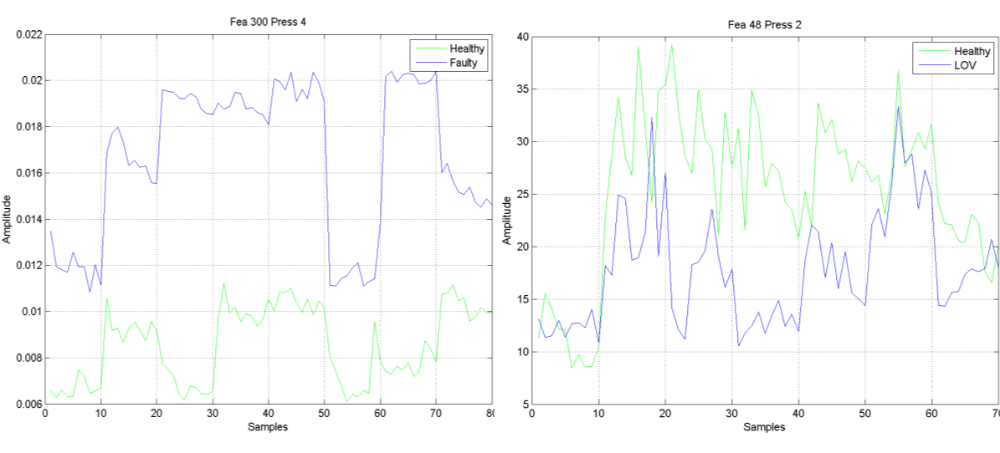 Fea 300 Press 4
0.022
0.02
0.018
0.016
0.014
0.012
0.01
0.008
0.006
Amplitude
Healthy
Faulty
0 10 20 30 40 50 60 70 80
Samples
Fea 48 Press 2
40
35
30
25
20
15
10
5
Amplitude
Healthy
LOV
0 10 20 30 40 50 60 70
Samples